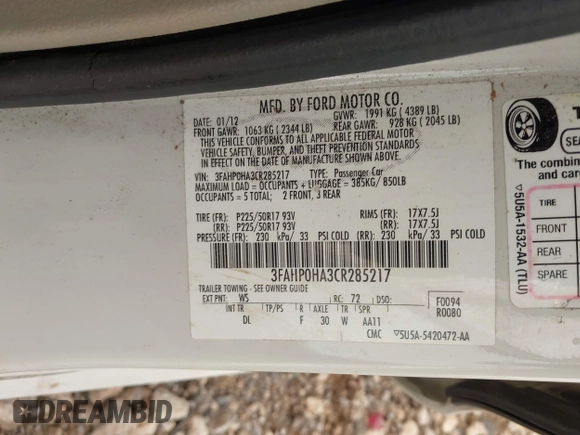 MFD. BY FORD MOTOR CO.
DATE: 01/12 GVWR: 1991 KG ( 4389 LB)
FRONT GAWR: 1063 KG ( 2344 LB) REAR GAWR: 928 KG ( 2045 LB)
THIS VEHICLE CONFORMS TO ALL APPLICABLE FEDERAL MOTOR
VEHICLE SAFETY, BUMPER, AND THEFT PREVENTION STANDARDS
IN EFFECT ON THE DATE OF MANUFACTURE SHOWN ABOVE.
VIN: 3FAHP0HA3CR285217 TYPE: Passenger Car
MAXIMUM LOAD = OCCUPANTS + LUGGAGE = 385KG / 850LB
OCCUPANTS = 5 TOTAL; 2 FRONT, 3 REAR
TIRE (FR): P225/50R17 93V RIMS (FR): 17X7.5J
(RR): P225/50R17 93V (RR): 17X7.5J
PRESSURE (FR): 230 kPa/ 33 PSI COLD (RR): 230 kPa/ 33 PSI COLD
3FAHP0HA3CR285217
TRAILER TOWING - SEE OWNER GUIDE
EXT PNT: WS RC: 72 DSO: F0094
INT TR TP/PS R AXLE TR SPR R0080
DL F 30 W AA11
CMC ▽5U5A-5420472-AA
SEA
The combine
and carg
TIRE
FRONT
REAR
SPARE
▽5U5A-1532-AA (TLU)
DREAMBID